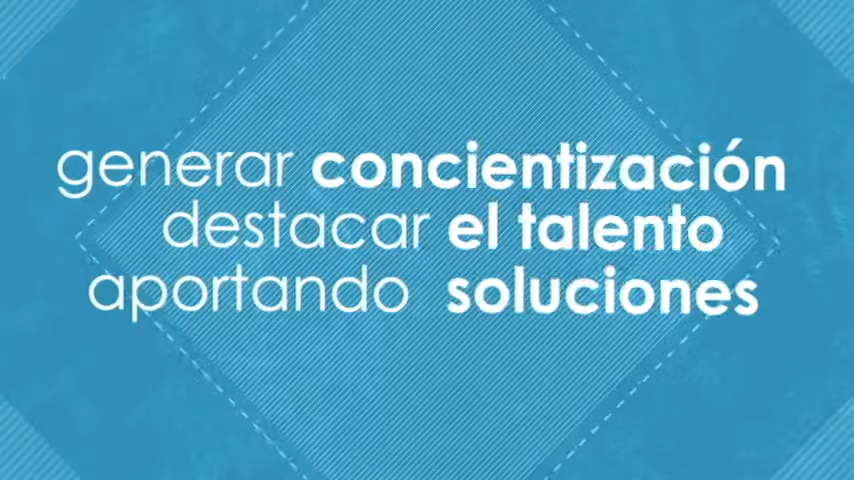 generar concientización
destacar el talento
aportando soluciones